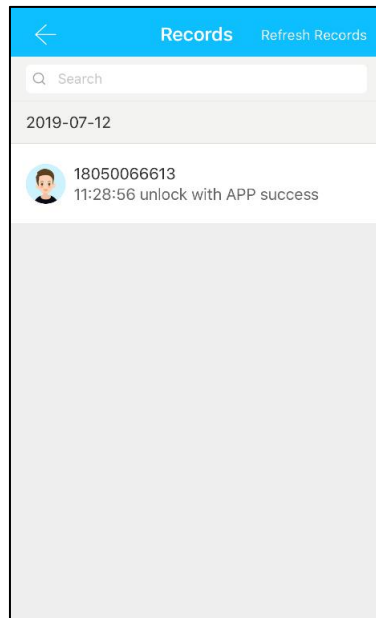 Records Refresh Records
Search
2019-07-12
18050066613
11:28:56 unlock with APP success